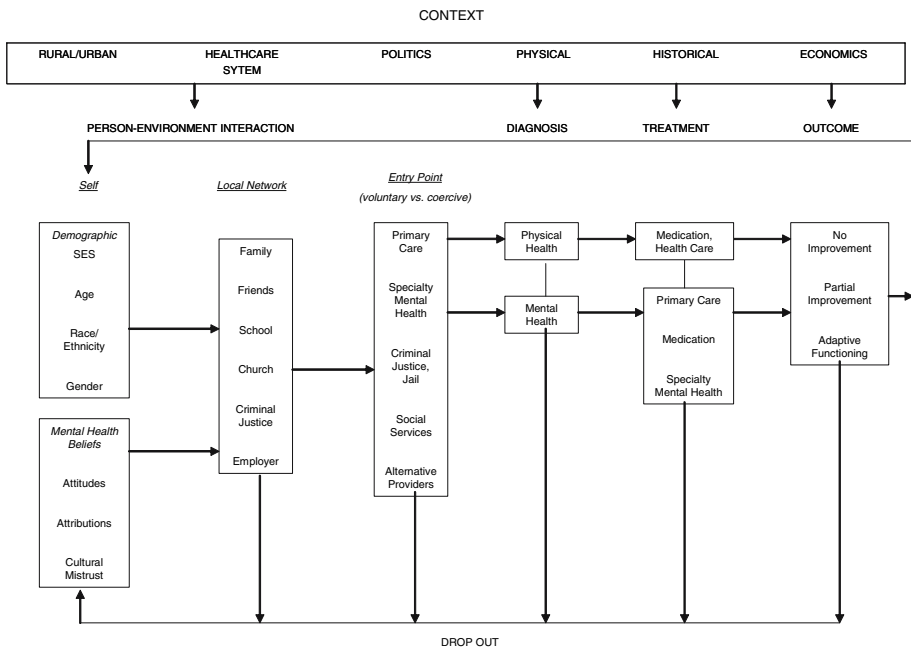 CONTEXT
RURAL/URBAN
HEALTHCARE
SYTEM
POLITICS
PHYSICAL
HISTORICAL
ECONOMICS
PERSON-ENVIRONMENT INTERACTION
DIAGNOSIS
TREATMENT
OUTCOME
Self
Local Network
Entry Point
(voluntary vs. coercive)
Demographic
SES
Age
Race/
Ethnicity
Gender
Mental Health
Beliefs
Attitudes
Attributions
Cultural
Mistrust
Family
Friends
School
Church
Criminal
Justice
Employer
Primary
Care
Specialty
Mental
Health
Criminal
Justice,
Jail
Social
Services
Alternative
Providers
Physical
Health
Mental
Health
Medication,
Health Care
Primary Care
Medication
Specialty
Mental Health
No
Improvement
Partial
Improvement
Adaptive
Functioning
DROP OUT